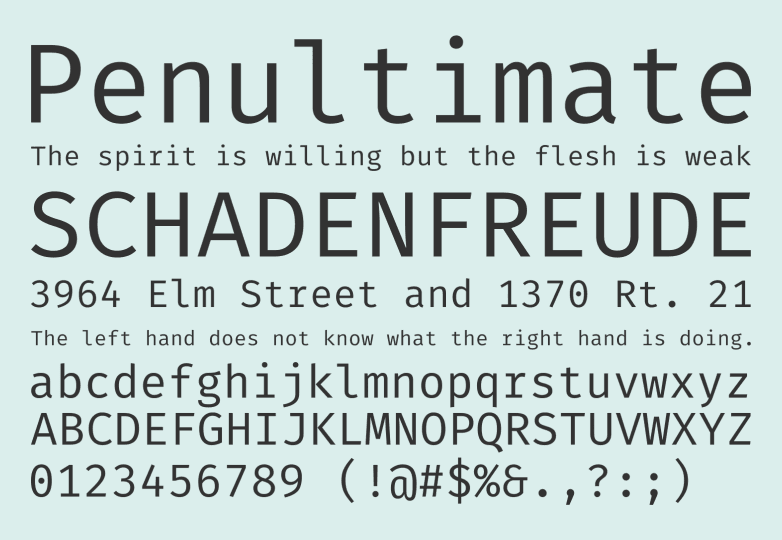 Penultimate
The spirit is willing but the flesh is weak
SCHADENFREUDE
3964 Elm Street and 1370 Rt. 21
The left hand does not know what the right hand is doing.
abcdefghijklmnopqrstuvwxyz
ABCDEFGHIJKLMNOPQRSTUVWXYZ
0123456789 (!@#$%&.,?:;)